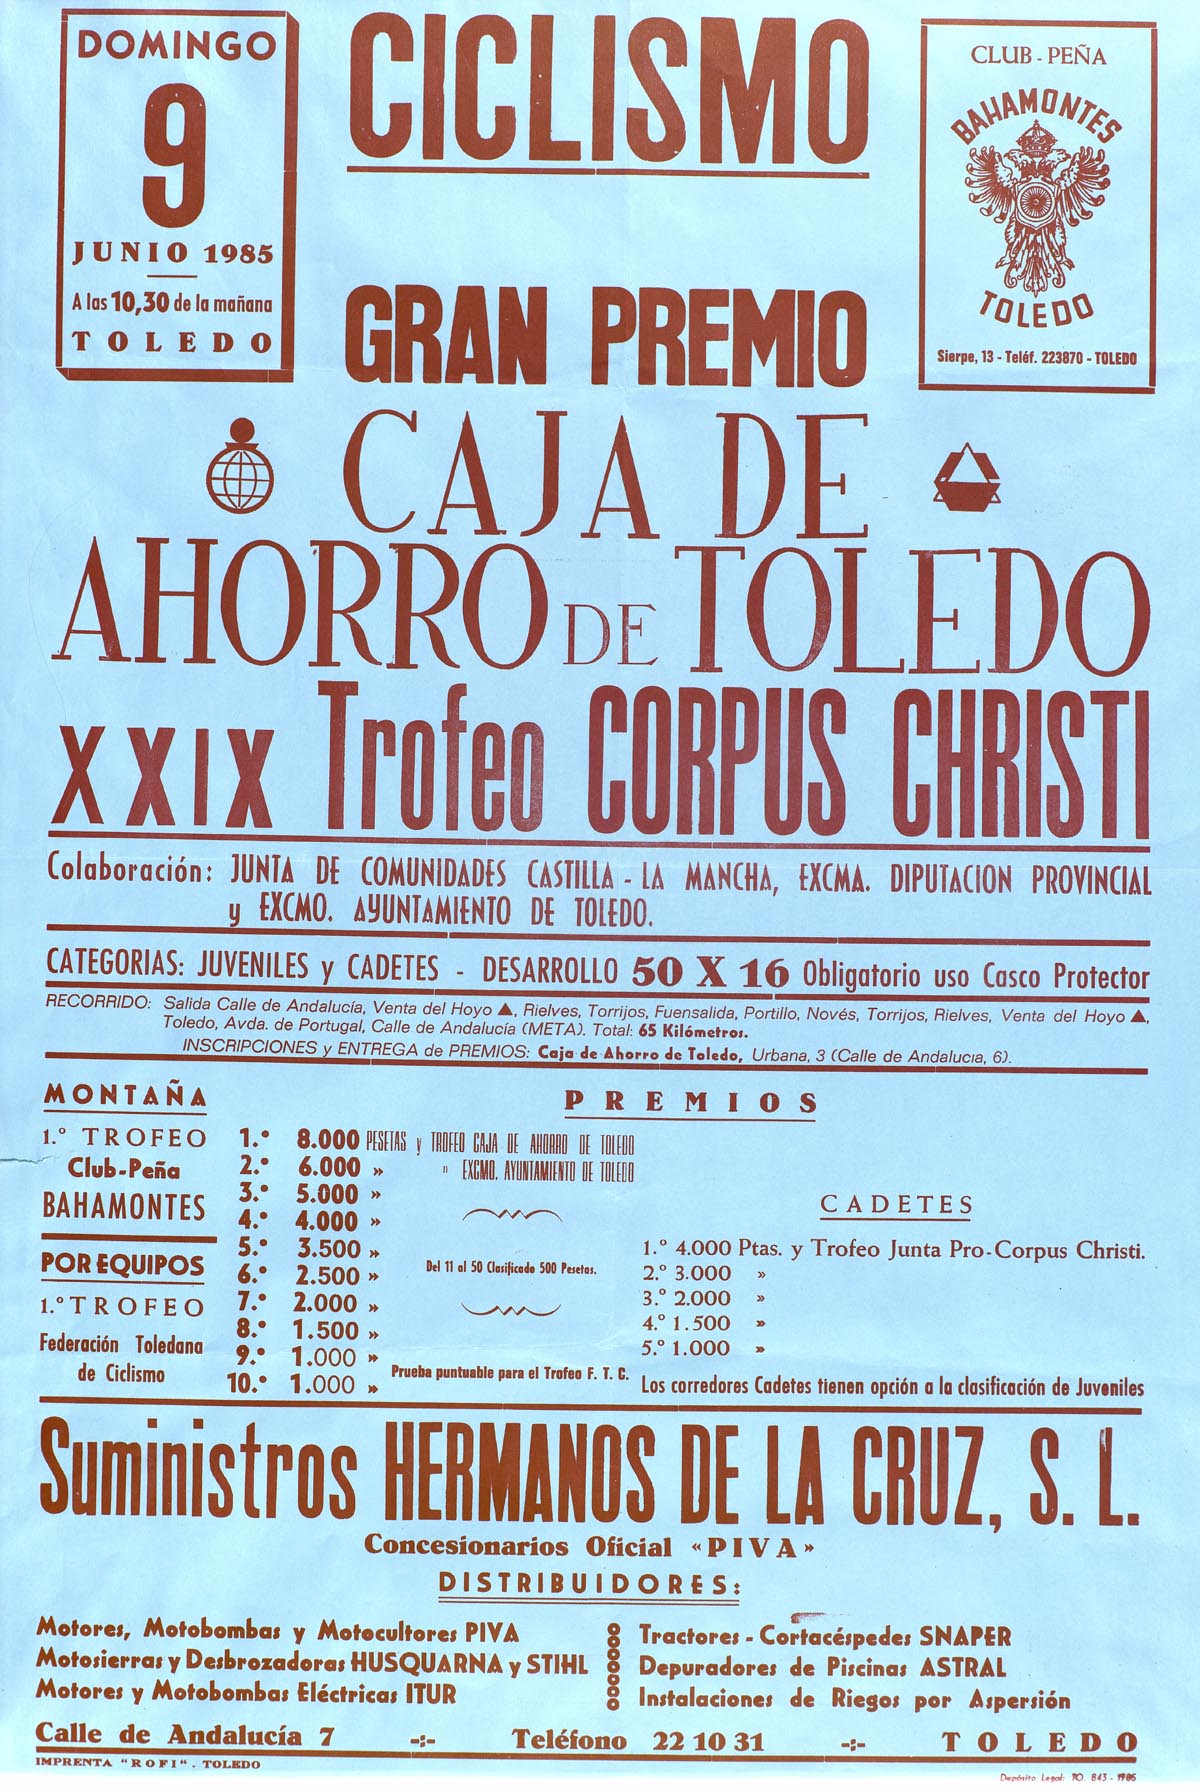 DOMINGO
9
JUNIO 1985
A las 10,30 de la mañana
TOLEDO
CICLISMO
CLUB - PEÑA
BAHAMONTES
TOLEDO
Sierpe, 13 - Teléf. 223870 - TOLEDO
GRAN PREMIO
CAJA DE
AHORRO DE TOLEDO
XXIX Trofeo CORPUS CHRISTI
Colaboración: JUNTA DE COMUNIDADES CASTILLA - LA MANCHA, EXCMA. DIPUTACION PROVINCIAL
y EXCMO. AYUNTAMIENTO DE TOLEDO.
CATEGORIAS: JUVENILES y CADETES - DESARROLLO 50 X 16 Obligatorio uso Casco Protector
RECORRIDO: Salida Calle de Andalucía, Venta del Hoyo ▲, Rielves, Torrijos, Fuensalida, Portillo, Novés, Torrijos, Rielves, Venta del Hoyo ▲,
Toledo, Avda. de Portugal, Calle de Andalucía (META). Total: 65 Kilómetros.
INSCRIPCIONES y ENTREGA de PREMIOS: Caja de Ahorro de Toledo, Urbana, 3 (Calle de Andalucia, 6).
MONTAÑA
1.º TROFEO
Club-Peña
BAHAMONTES
POR EQUIPOS
1.º TROFEO
Federación Toledana
de Ciclismo
PREMIOS
1.º 8.000 PESETAS y TROFEO CAJA DE AHORRO DE TOLEDO
2.º 6.000 » » EXCMO. AYUNTAMIENTO DE TOLEDO
3.º 5.000 »
4.º 4.000 »
5.º 3.500 »
6.º 2.500 »
7.º 2.000 »
8.º 1.500 »
9.º 1.000 »
10.º 1.000 »
Del 11 al 50 Clasificado 500 Pesetas.
Prueba puntuable para el Trofeo F. T. C.
CADETES
1.º 4.000 Ptas. y Trofeo Junta Pro-Corpus Christi.
2.º 3.000 »
3.º 2.000 »
4.º 1.500 »
5.º 1.000 »
Los corredores Cadetes tienen opción a la clasificación de Juveniles
Suministros HERMANOS DE LA CRUZ, S. L.
Concesionarios Oficial «PIVA»
DISTRIBUIDORES:
Motores, Motobombas y Motocultores PIVA
Motosierras y Desbrozadoras HUSQUARNA y STIHL
Motores y Motobombas Eléctricas ITUR
Tractores - Cortacéspedes SNAPER
Depuradores de Piscinas ASTRAL
Instalaciones de Riegos por Aspersión
Calle de Andalucía 7 -:- Teléfono 22 10 31 -:- TOLEDO
IMPRENTA "ROFI". - TOLEDO
Depósito Legal: TO. 843 - 1985